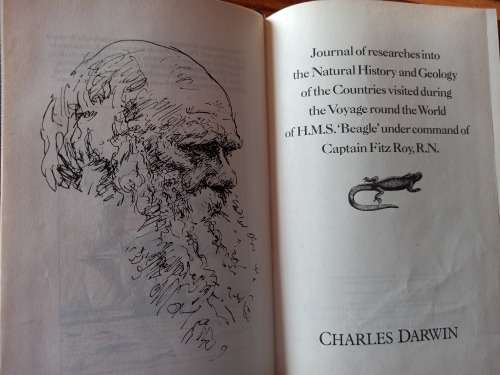 Journal of researches into
the Natural History and Geology
of the Countries visited during
the Voyage round the World
of H.M.S. 'Beagle' under command of
Captain Fitz Roy, R.N.
CHARLES DARWIN